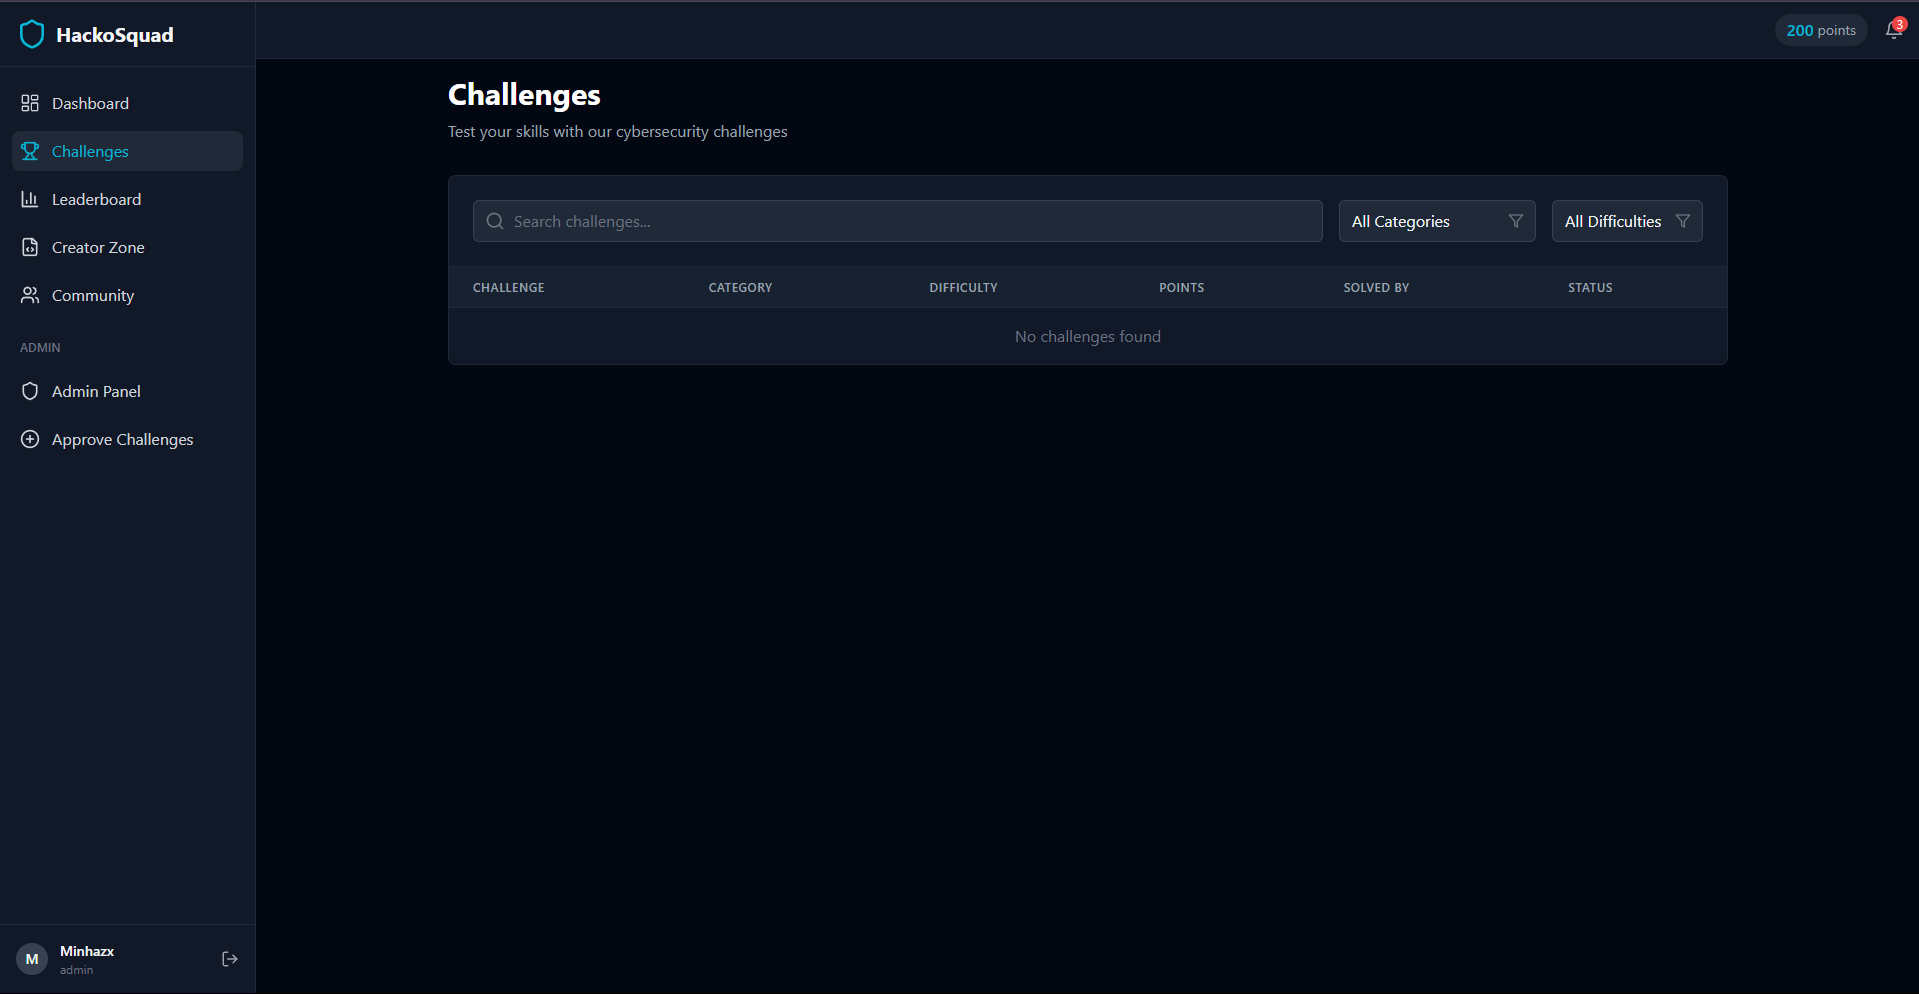 HackoSquad
200 points
3
Dashboard
Challenges
Leaderboard
Creator Zone
Community
ADMIN
Admin Panel
Approve Challenges
Challenges
Test your skills with our cybersecurity challenges
Search challenges...
All Categories
All Difficulties
CHALLENGE CATEGORY DIFFICULTY POINTS SOLVED BY STATUS
No challenges found
M
Minhazx
admin